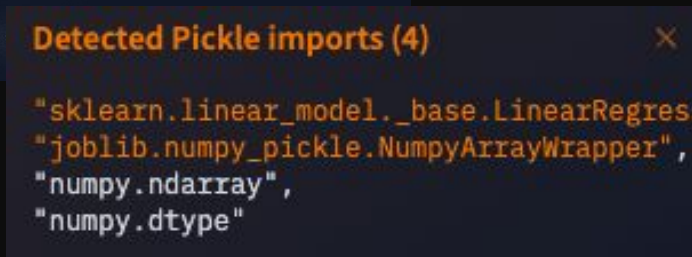 Detected Pickle imports (4)
"sklearn.linear_model._base.LinearRegres
"joblib.numpy_pickle.NumpyArrayWrapper",
"numpy.ndarray",
"numpy.dtype"